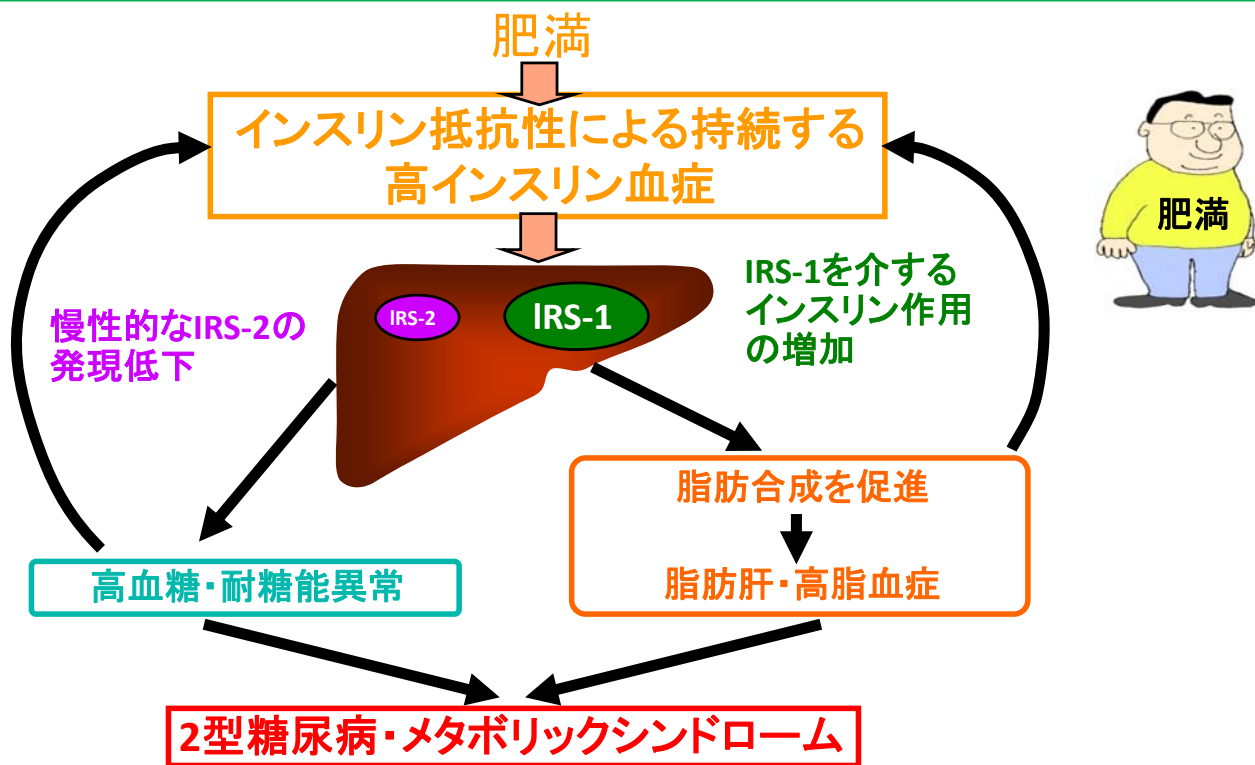 肥満
インスリン抵抗性による持続する
高インスリン血症
肥満
慢性的なIRS-2の
発現低下
IRS-2
IRS-1
IRS-1を介する
インスリン作用
の増加
脂肪合成を促進
脂肪肝・高脂血症
高血糖・耐糖能異常
2型糖尿病・メタボリックシンドローム